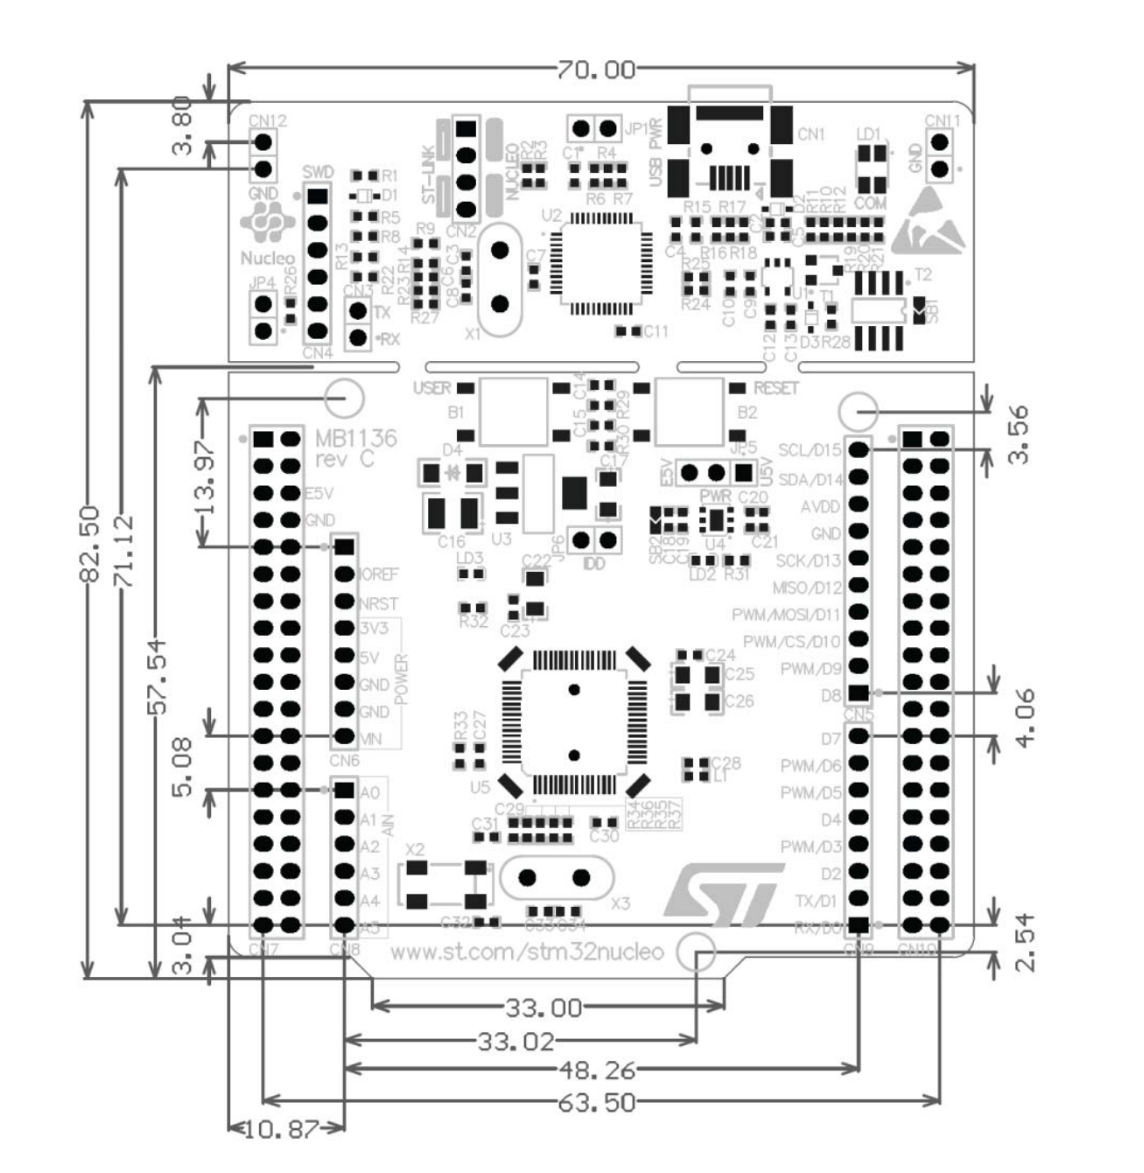 70.00
3.80
CN12
GND
SWD
R1
D1
R5
R8
R13
R22
Nucleo
JP4
R26
CN4
CN3
TX
RX
ST-LINK
NUCLEO
CN2
R9
R14
R23
R27
C3
C6
C8
X1
C7
U2
R2
R3
C1
R4
R6 R7
JP1
USB PWR
CN1
LD1
COM
CN11
GND
R15 R17
C4 R16 R18
R25
R24
C2
D2
C5
R11
R10
R12
R19
R20
R21
C10
C9
U1
T1
T2
SB1
C11
C12
C13
D3 R28
82.50
71.12
57.54
13.97
5.08
3.04
3.56
4.06
2.54
USER
B1
C14
R29
C15
R30
C17
RESET
B2
JP5
E5V
U5V
MB1136
rev C
E5V
GND
D4
C16
U3
JP6
IDD
SB2
C18
C19
PWR
U4
C20
C21
LD2 R31
LD3
C22
R32
C23
IOREF
NRST
3V3
5V
GND
GND
VIN
POWER
CN6
A0
A1
A2
A3
A4
A5
AIN
CN8
CN7
SCL/D15
SDA/D14
AVDD
GND
SCK/D13
MISO/D12
PWM/MOSI/D11
PWM/CS/D10
PWM/D9
D8
CN5
D7
PWM/D6
PWM/D5
D4
PWM/D3
D2
TX/D1
RX/D0
CN9
CN10
C24
C25
C26
R33
C27
U5
C28
L1
C29
C31
C30
R34
R36
R35
R37
X2
X3
C32
C33
C34
ST
www.st.com/stm32nucleo
33.00
33.02
48.26
63.50
10.87